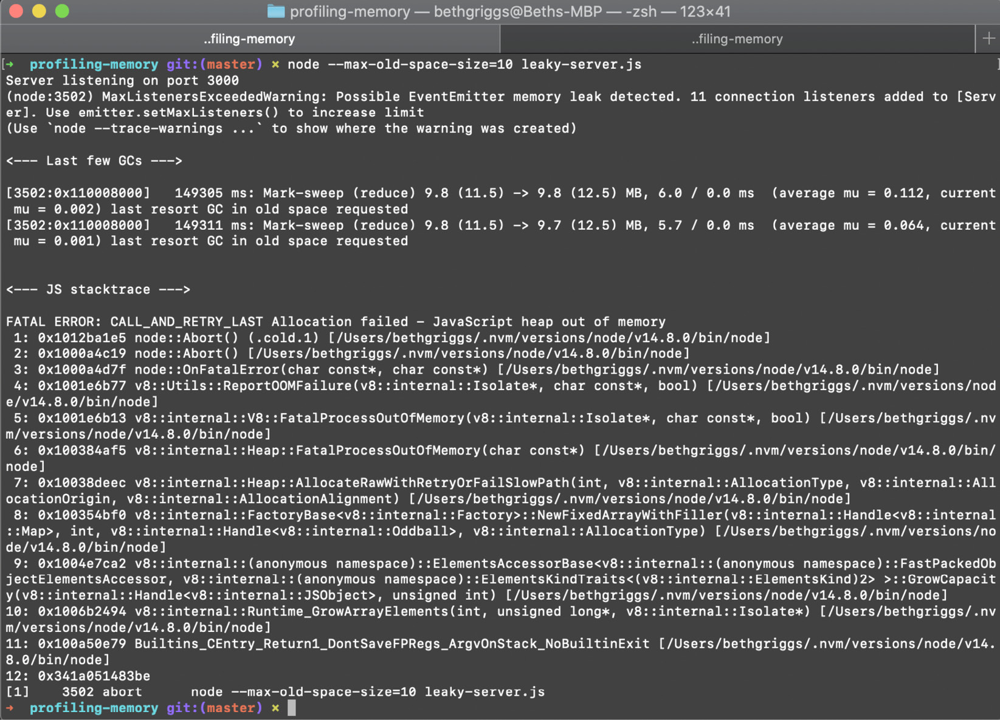 profiling-memory — bethgriggs@Beths-MBP — -zsh — 123×41
..filing-memory ..filing-memory +
[➜  profiling-memory git:(master) ✗ node --max-old-space-size=10 leaky-server.js ]
Server listening on port 3000
(node:3502) MaxListenersExceededWarning: Possible EventEmitter memory leak detected. 11 connection listeners added to [Serv
er]. Use emitter.setMaxListeners() to increase limit
(Use `node --trace-warnings ...` to show where the warning was created)
<--- Last few GCs --->
[3502:0x110008000]   149305 ms: Mark-sweep (reduce) 9.8 (11.5) -> 9.8 (12.5) MB, 6.0 / 0.0 ms  (average mu = 0.112, current
 mu = 0.002) last resort GC in old space requested
[3502:0x110008000]   149311 ms: Mark-sweep (reduce) 9.8 (11.5) -> 9.7 (12.5) MB, 5.7 / 0.0 ms  (average mu = 0.064, current
 mu = 0.001) last resort GC in old space requested
<--- JS stacktrace --->
FATAL ERROR: CALL_AND_RETRY_LAST Allocation failed - JavaScript heap out of memory
 1: 0x1012ba1e5 node::Abort() (.cold.1) [/Users/bethgriggs/.nvm/versions/node/v14.8.0/bin/node]
 2: 0x1000a4c19 node::Abort() [/Users/bethgriggs/.nvm/versions/node/v14.8.0/bin/node]
 3: 0x1000a4d7f node::OnFatalError(char const*, char const*) [/Users/bethgriggs/.nvm/versions/node/v14.8.0/bin/node]
 4: 0x1001e6b77 v8::Utils::ReportOOMFailure(v8::internal::Isolate*, char const*, bool) [/Users/bethgriggs/.nvm/versions/nod
e/v14.8.0/bin/node]
 5: 0x1001e6b13 v8::internal::V8::FatalProcessOutOfMemory(v8::internal::Isolate*, char const*, bool) [/Users/bethgriggs/.nv
m/versions/node/v14.8.0/bin/node]
 6: 0x100384af5 v8::internal::Heap::FatalProcessOutOfMemory(char const*) [/Users/bethgriggs/.nvm/versions/node/v14.8.0/bin/
node]
 7: 0x10038deec v8::internal::Heap::AllocateRawWithRetryOrFailSlowPath(int, v8::internal::AllocationType, v8::internal::All
ocationOrigin, v8::internal::AllocationAlignment) [/Users/bethgriggs/.nvm/versions/node/v14.8.0/bin/node]
 8: 0x100354bf0 v8::internal::FactoryBase<v8::internal::Factory>::NewFixedArrayWithFiller(v8::internal::Handle<v8::internal
::Map>, int, v8::internal::Handle<v8::internal::Oddball>, v8::internal::AllocationType) [/Users/bethgriggs/.nvm/versions/no
de/v14.8.0/bin/node]
 9: 0x1004e7ca2 v8::internal::(anonymous namespace)::ElementsAccessorBase<v8::internal::(anonymous namespace)::FastPackedOb
jectElementsAccessor, v8::internal::(anonymous namespace)::ElementsKindTraits<(v8::internal::ElementsKind)2> >::GrowCapacit
y(v8::internal::Handle<v8::internal::JSObject>, unsigned int) [/Users/bethgriggs/.nvm/versions/node/v14.8.0/bin/node]
10: 0x1006b2494 v8::internal::Runtime_GrowArrayElements(int, unsigned long*, v8::internal::Isolate*) [/Users/bethgriggs/.nv
m/versions/node/v14.8.0/bin/node]
11: 0x100a50e79 Builtins_CEntry_Return1_DontSaveFPRegs_ArgvOnStack_NoBuiltinExit [/Users/bethgriggs/.nvm/versions/node/v14.
8.0/bin/node]
12: 0x341a051483be
[1]    3502 abort      node --max-old-space-size=10 leaky-server.js
➜  profiling-memory git:(master) ✗